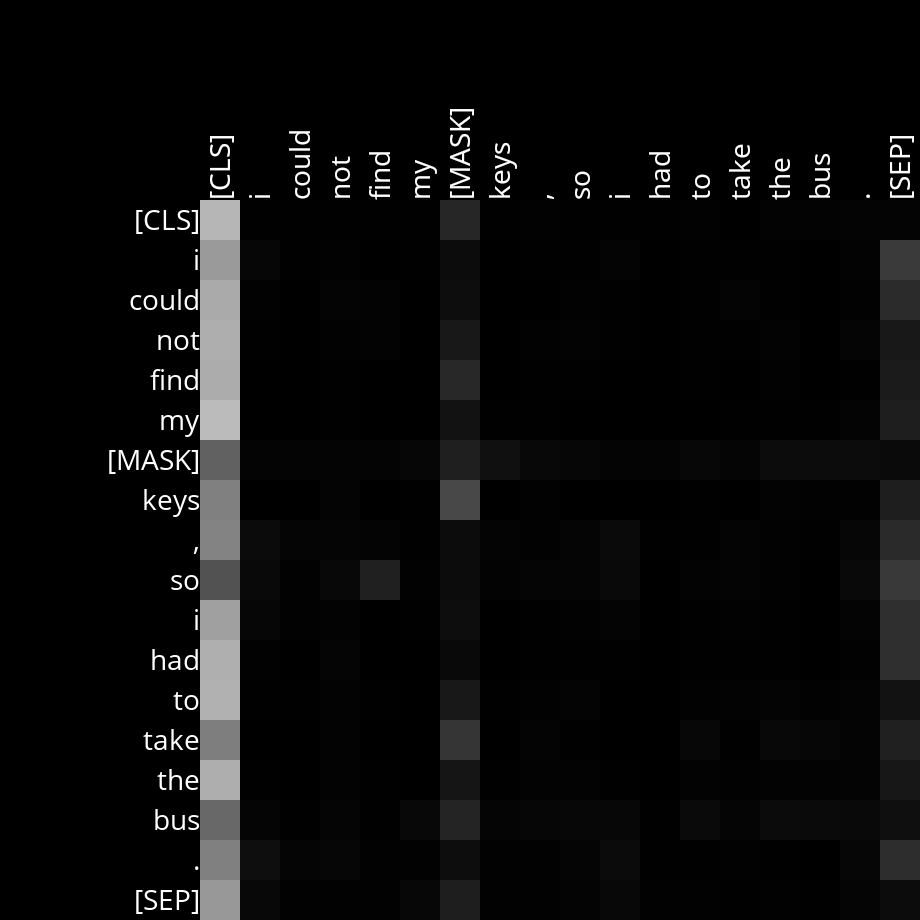 [CLS] i could not find my [MASK] keys , so i had to take the bus . [SEP]
[CLS]
i
could
not
find
my
[MASK]
keys
,
so
i
had
to
take
the
bus
.
[SEP]